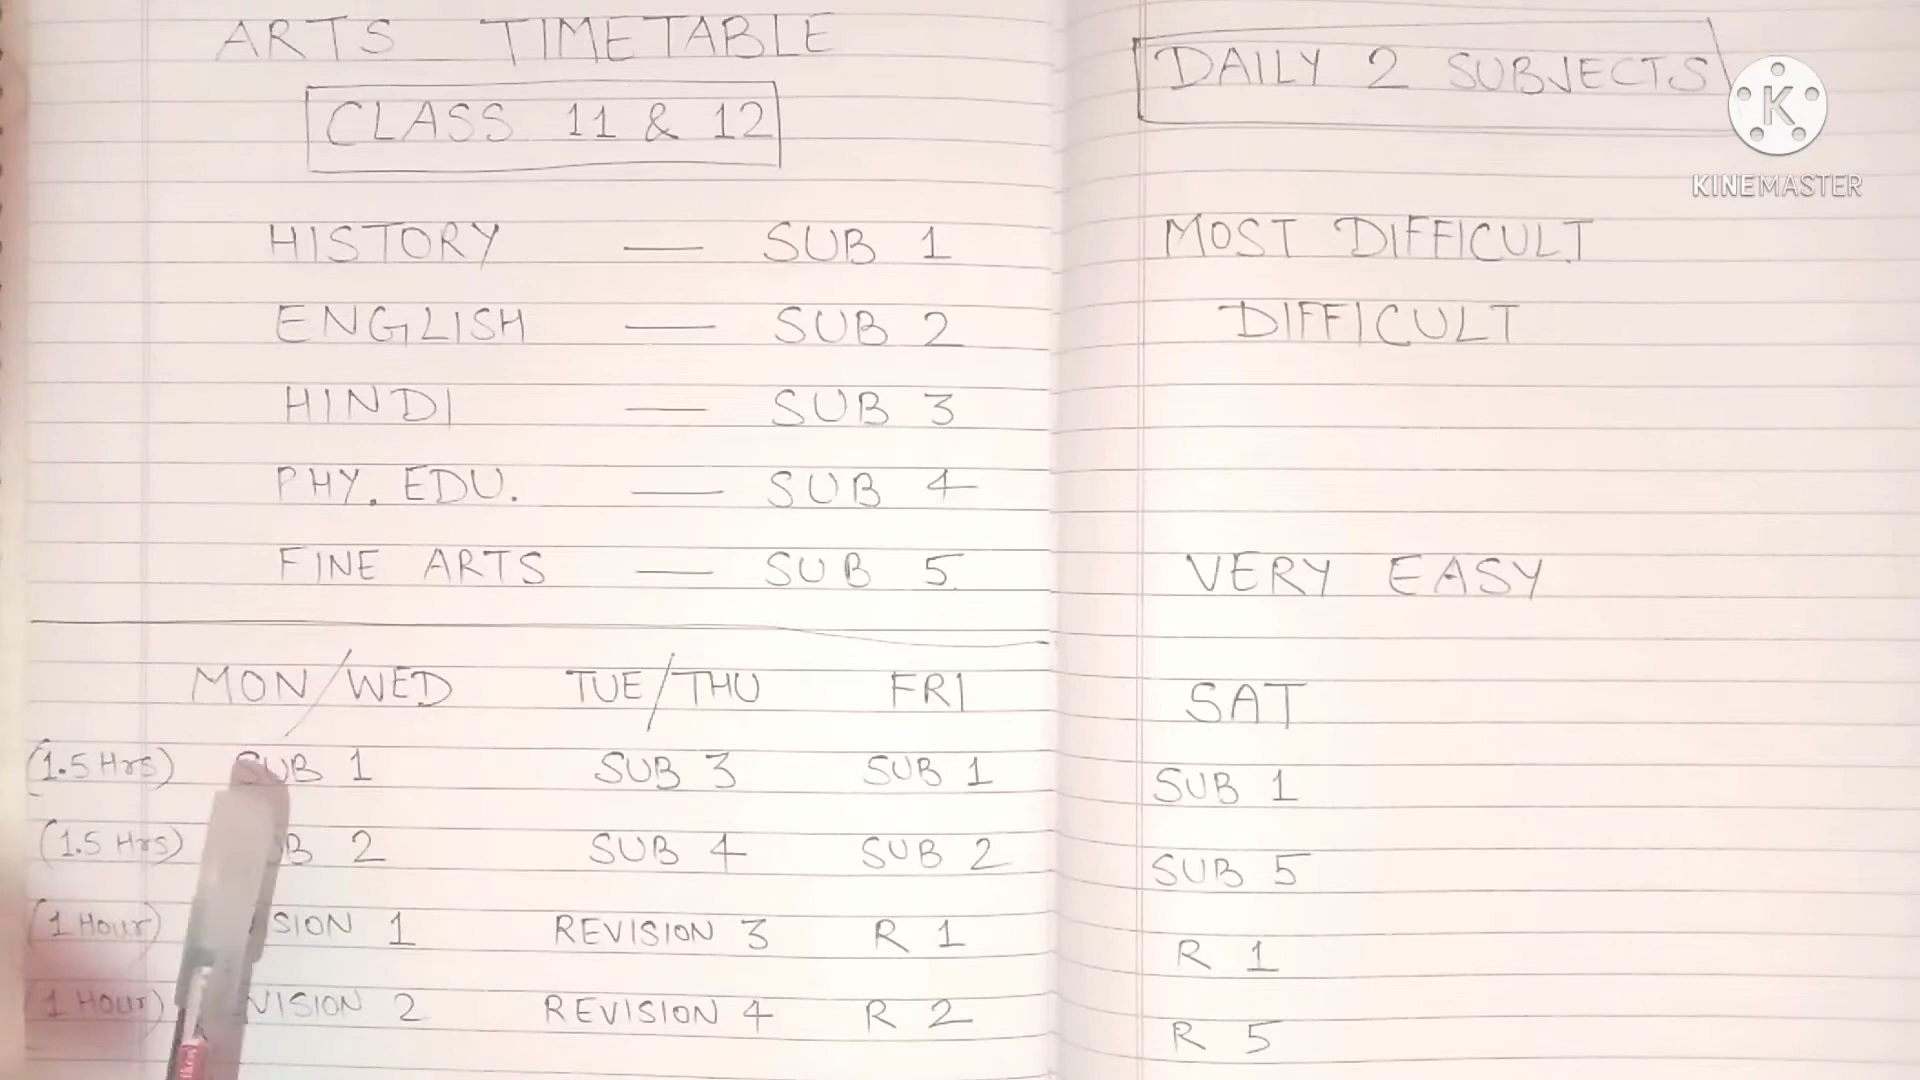 ARTS TIMETABLE
CLASS 11 & 12
HISTORY — SUB 1
ENGLISH — SUB 2
HINDI — SUB 3
PHY. EDU. — SUB 4
FINE ARTS — SUB 5
DAILY 2 SUBJECTS
K
KINEMASTER
MOST DIFFICULT
DIFFICULT
VERY EASY
MON/WED TUE/THU FRI SAT
(1.5 Hrs) SUB 1 SUB 3 SUB 1 SUB 1
(1.5 Hrs) UB 2 SUB 4 SUB 2 SUB 5
(1 Hour) ISION 1 REVISION 3 R 1 R 1
(1 Hour) VISION 2 REVISION 4 R 2 R 5